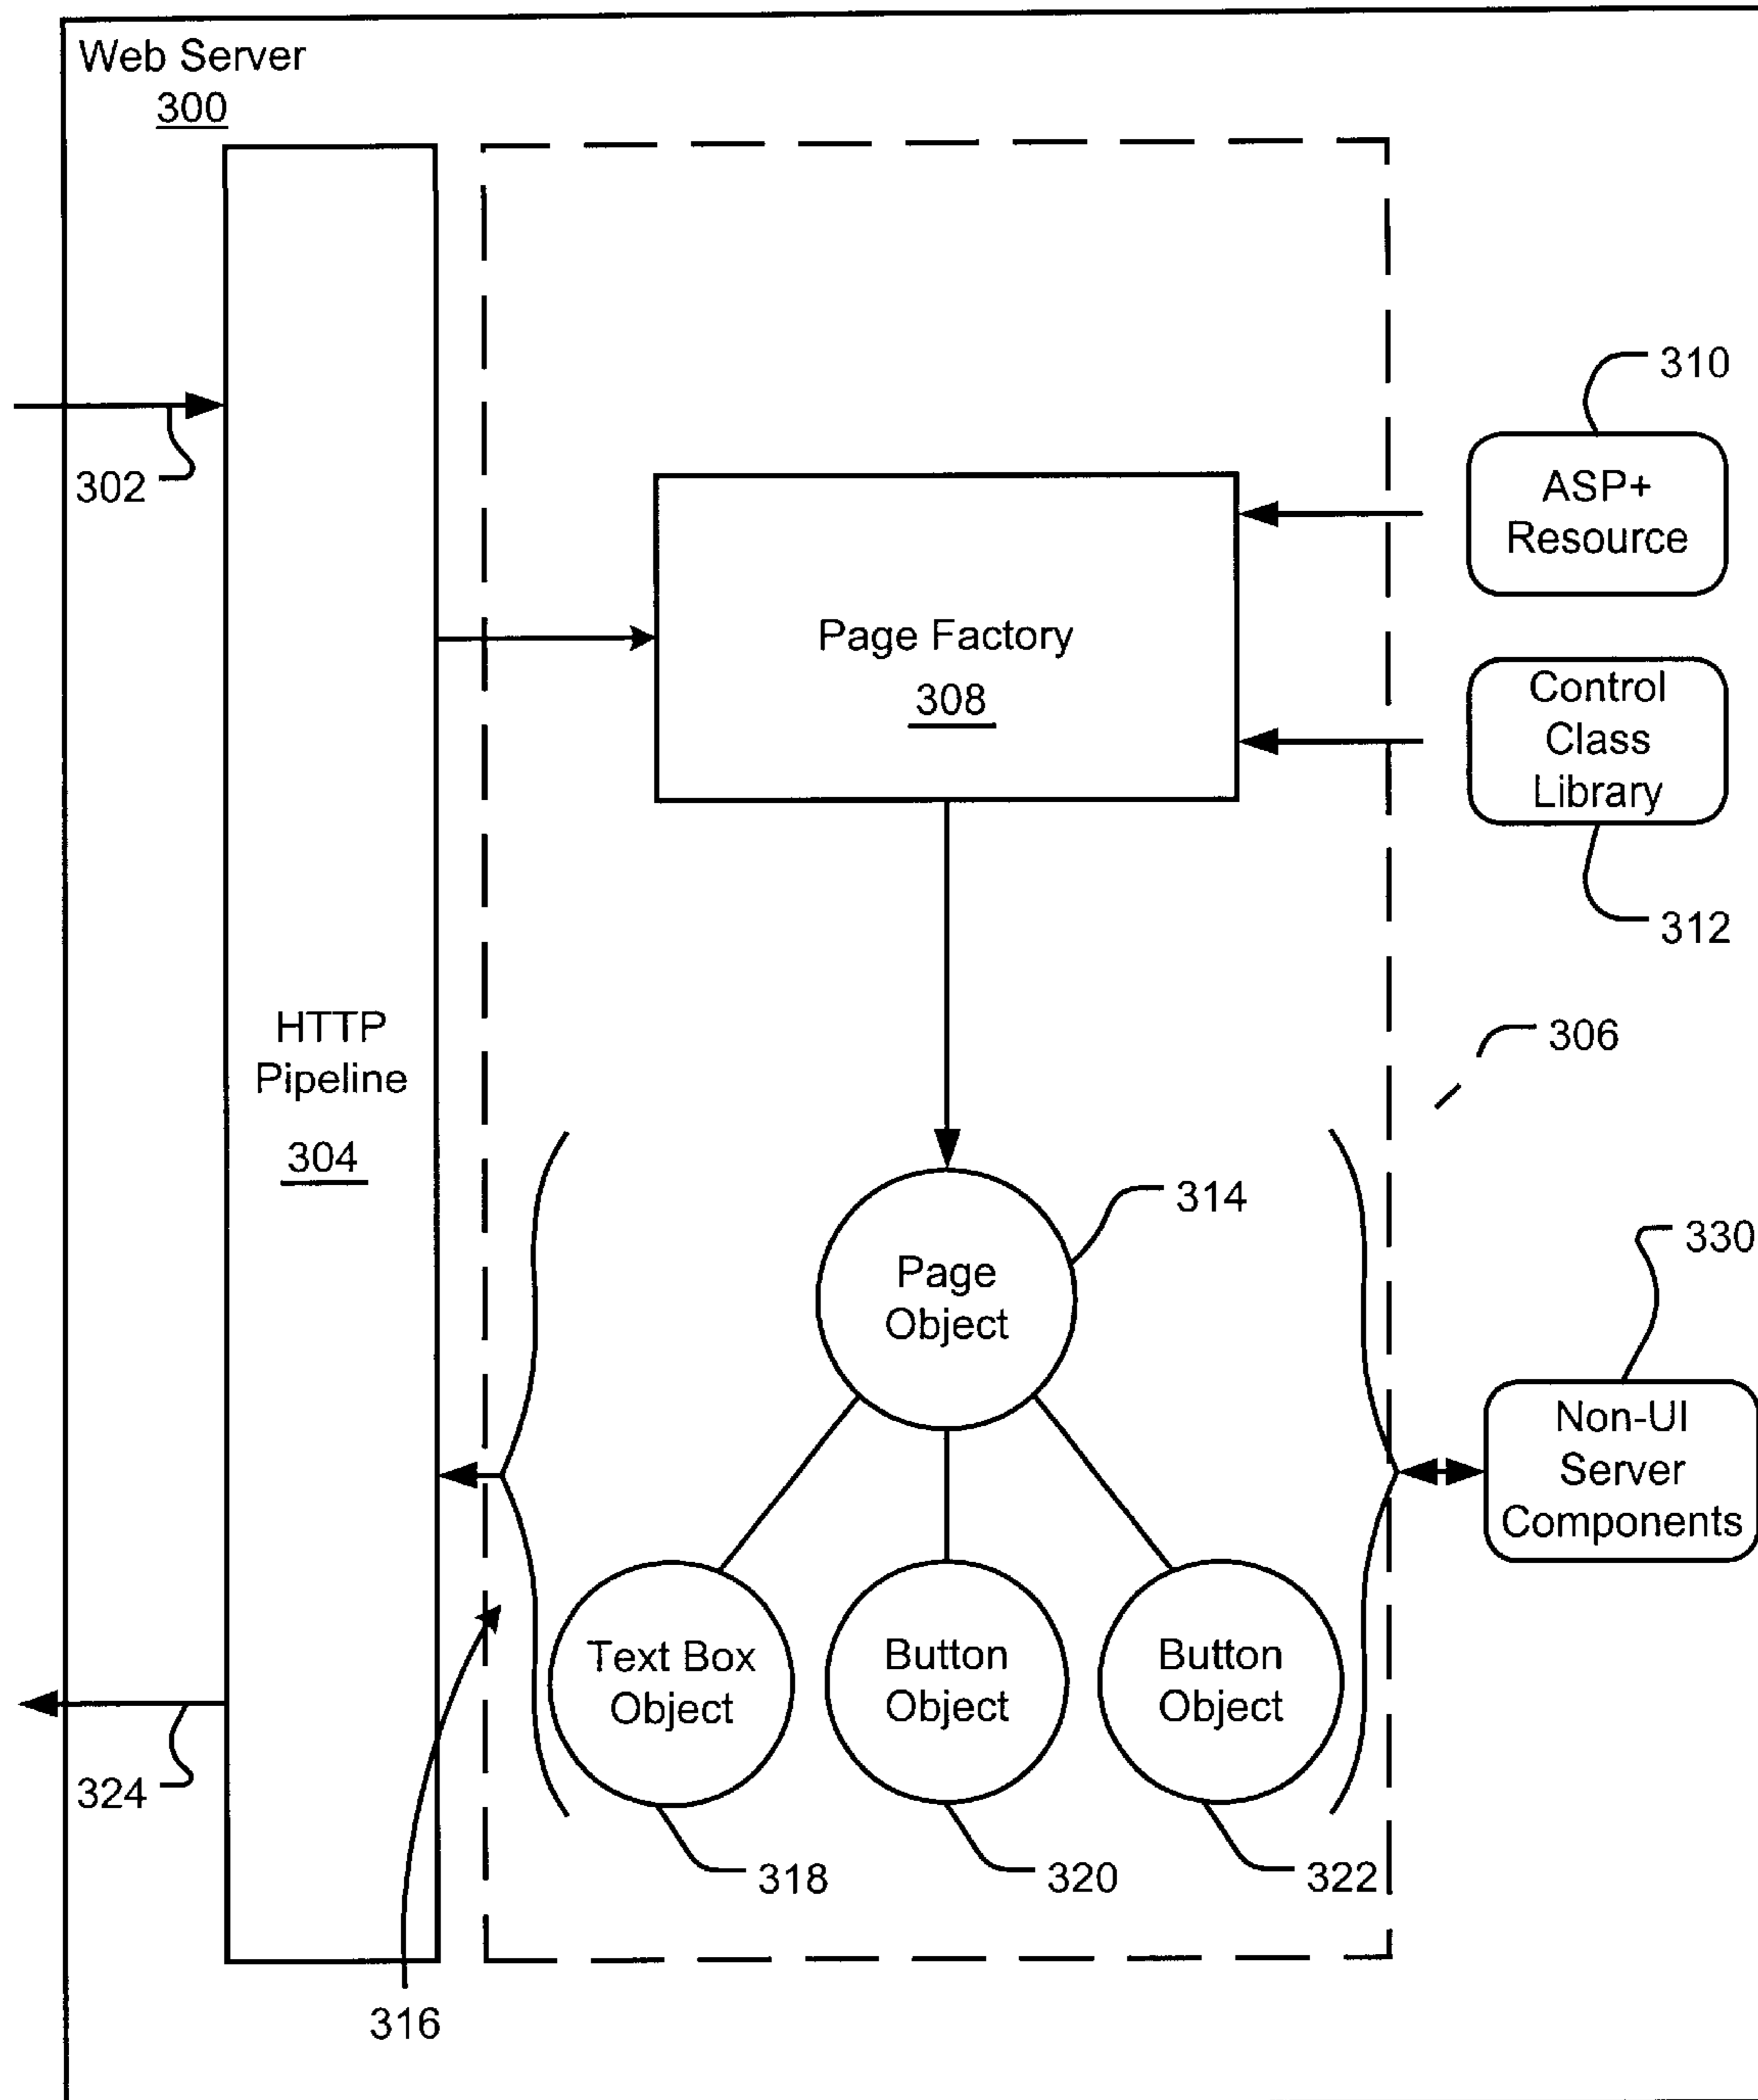 Web Server
300
310
302
ASP+
Resource
Page Factory
308
Control
Class
Library
312
HTTP
Pipeline
304
306
314
330
Page
Object
Non-UI
Server
Components
Text Box
Object
Button
Object
Button
Object
324
318
320
322
316